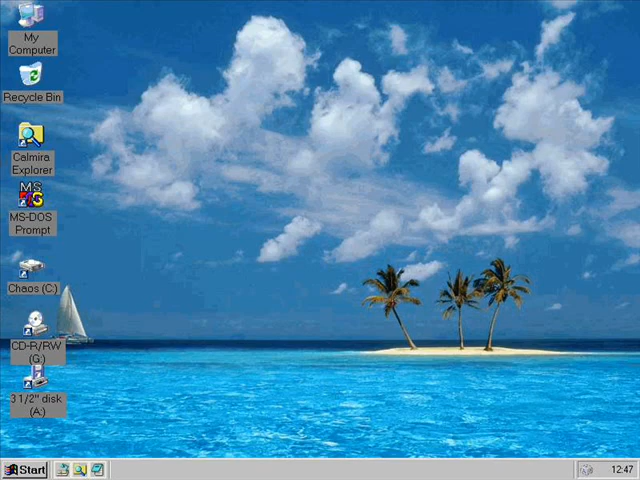 My
Computer
Recycle Bin
Calmira
Explorer
MS-DOS
Prompt
Chaos (C:)
CD-R/RW
(G:)
3 1/2" disk
(A:)
Start
12:47